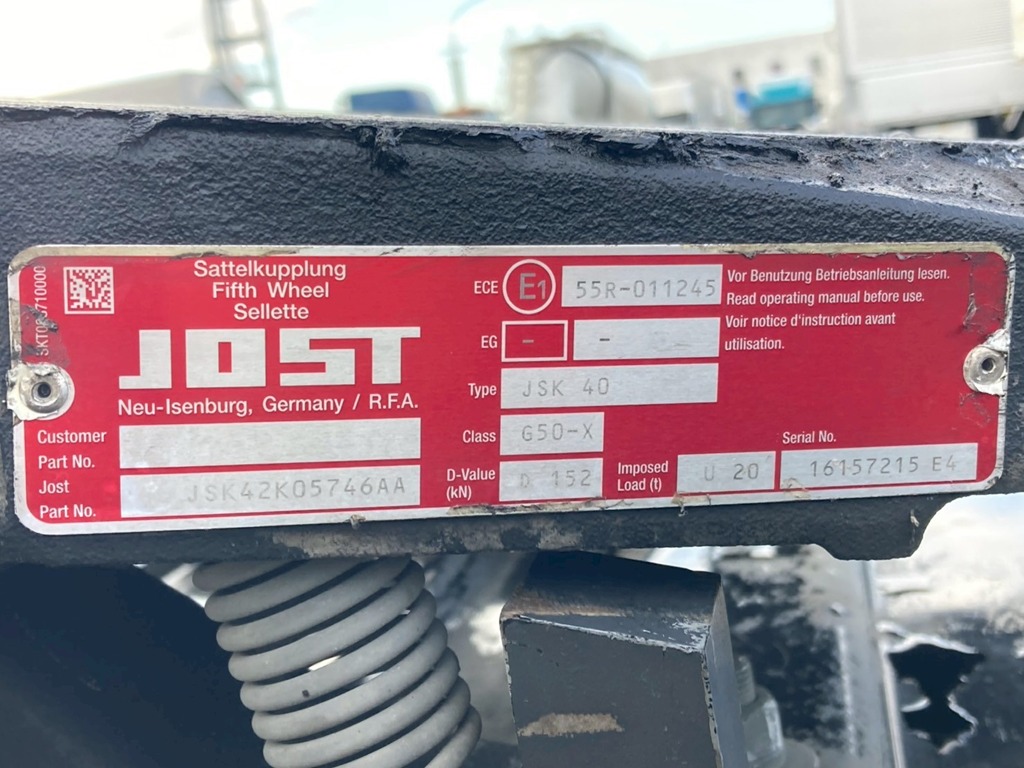 Sattelkupplung
Fifth Wheel
Sellette
JOST
Neu-Isenburg, Germany / R.F.A.
Customer
Part No.
Jost
Part No.
JSK42K05746AA
ECE E1 55R-011245
EG - -
Type JSK 40
Class G50-X
D-Value
(kN)
D 152
Imposed
Load (t)
U 20
Serial No.
16157215 E4
Vor Benutzung Betriebsanleitung lesen.
Read operating manual before use.
Voir notice d'instruction avant
utilisation.